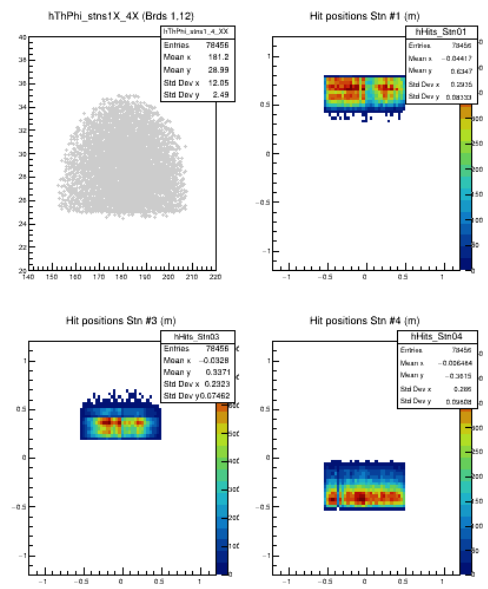 hThPhi_stns1X_4X (Brds 1,12)
hThPhi_stns1_4_XX
Entries 78456
Mean x 181.2
Mean y 28.99
Std Dev x 12.05
Std Dev y 2.49
40
38
36
34
32
30
28
26
24
22
20
140 150 160 170 180 190 200 210 220
Hit positions Stn #1 (m)
hHits_Stn01
Entries 78456
Mean x -0.04417
Mean y 0.6347
Std Dev x 0.2935
Std Dev y
1
0.5
0
-0.5
-1
-1 -0.5 0 0.5 1
Hit positions Stn #3 (m)
hHits_Stn03
Entries 78456
Mean x -0.0328
Mean y 0.3371
Std Dev x 0.2323
Std Dev y 0.07462
1
0.5
0
-0.5
-1
-1 -0.5 0 0.5 1
Hit positions Stn #4 (m)
hHits_Stn04
Entries 78456
Mean x -0.006464
Mean y -0.3615
Std Dev x 0.286
Std Dev y 0.09808
1
0.5
0
-0.5
-1
-1 -0.5 0 0.5 1